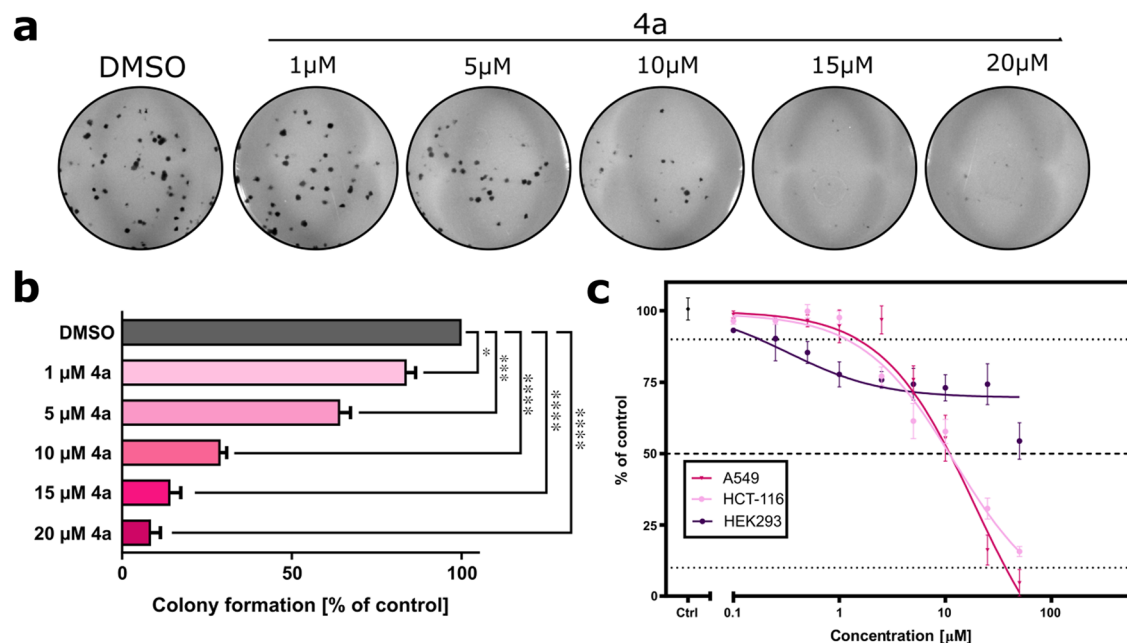 a
4a
DMSO
1µM
5µM
10µM
15µM
20µM
b
DMSO
1 µM 4a
5 µM 4a
10 µM 4a
15 µM 4a
20 µM 4a
*
***
****
****
****
0
50
100
Colony formation [% of control]
c
% of control
100
75
50
25
0
A549
HCT-116
HEK293
Ctrl
0.1
1
10
100
Concentration [µM]